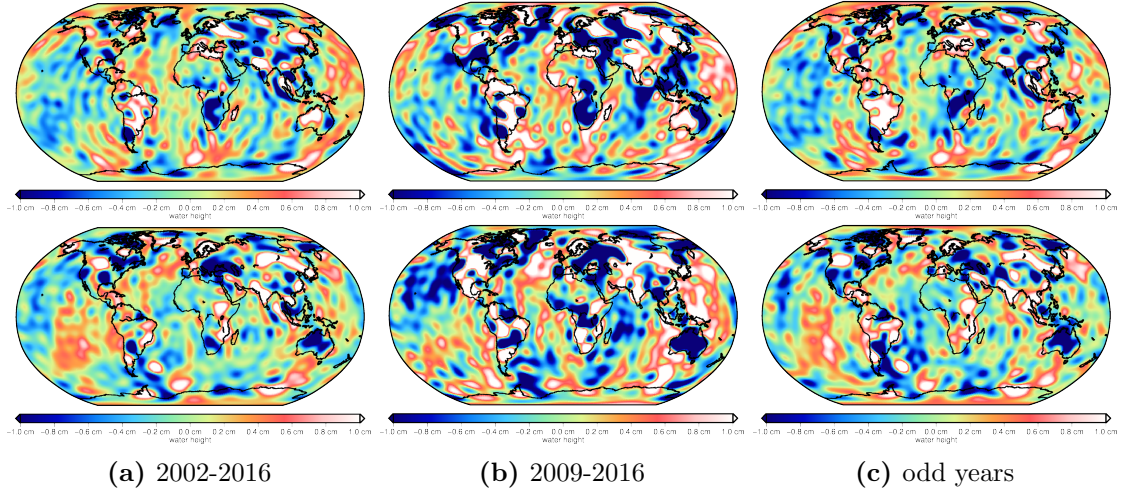 −1.0 cm −0.8 cm −0.6 cm −0.4 cm −0.2 cm 0.0 cm 0.2 cm 0.4 cm 0.6 cm 0.8 cm 1.0 cm
water height
−1.0 cm −0.8 cm −0.6 cm −0.4 cm −0.2 cm 0.0 cm 0.2 cm 0.4 cm 0.6 cm 0.8 cm 1.0 cm
water height
−1.0 cm −0.8 cm −0.6 cm −0.4 cm −0.2 cm 0.0 cm 0.2 cm 0.4 cm 0.6 cm 0.8 cm 1.0 cm
water height
−1.0 cm −0.8 cm −0.6 cm −0.4 cm −0.2 cm 0.0 cm 0.2 cm 0.4 cm 0.6 cm 0.8 cm 1.0 cm
water height
−1.0 cm −0.8 cm −0.6 cm −0.4 cm −0.2 cm 0.0 cm 0.2 cm 0.4 cm 0.6 cm 0.8 cm 1.0 cm
water height
−1.0 cm −0.8 cm −0.6 cm −0.4 cm −0.2 cm 0.0 cm 0.2 cm 0.4 cm 0.6 cm 0.8 cm 1.0 cm
water height
(a) 2002-2016
(b) 2009-2016
(c) odd years